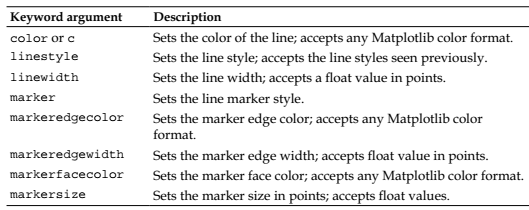 Keyword argument Description
color or c Sets the color of the line; accepts any Matplotlib color format.
linestyle Sets the line style; accepts the line styles seen previously.
linewidth Sets the line width; accepts a float value in points.
marker Sets the line marker style.
markeredgecolor Sets the marker edge color; accepts any Matplotlib color
format.
markeredgewidth Sets the marker edge width; accepts float value in points.
markerfacecolor Sets the marker face color; accepts any Matplotlib color format.
markersize Sets the marker size in points; accepts float values.